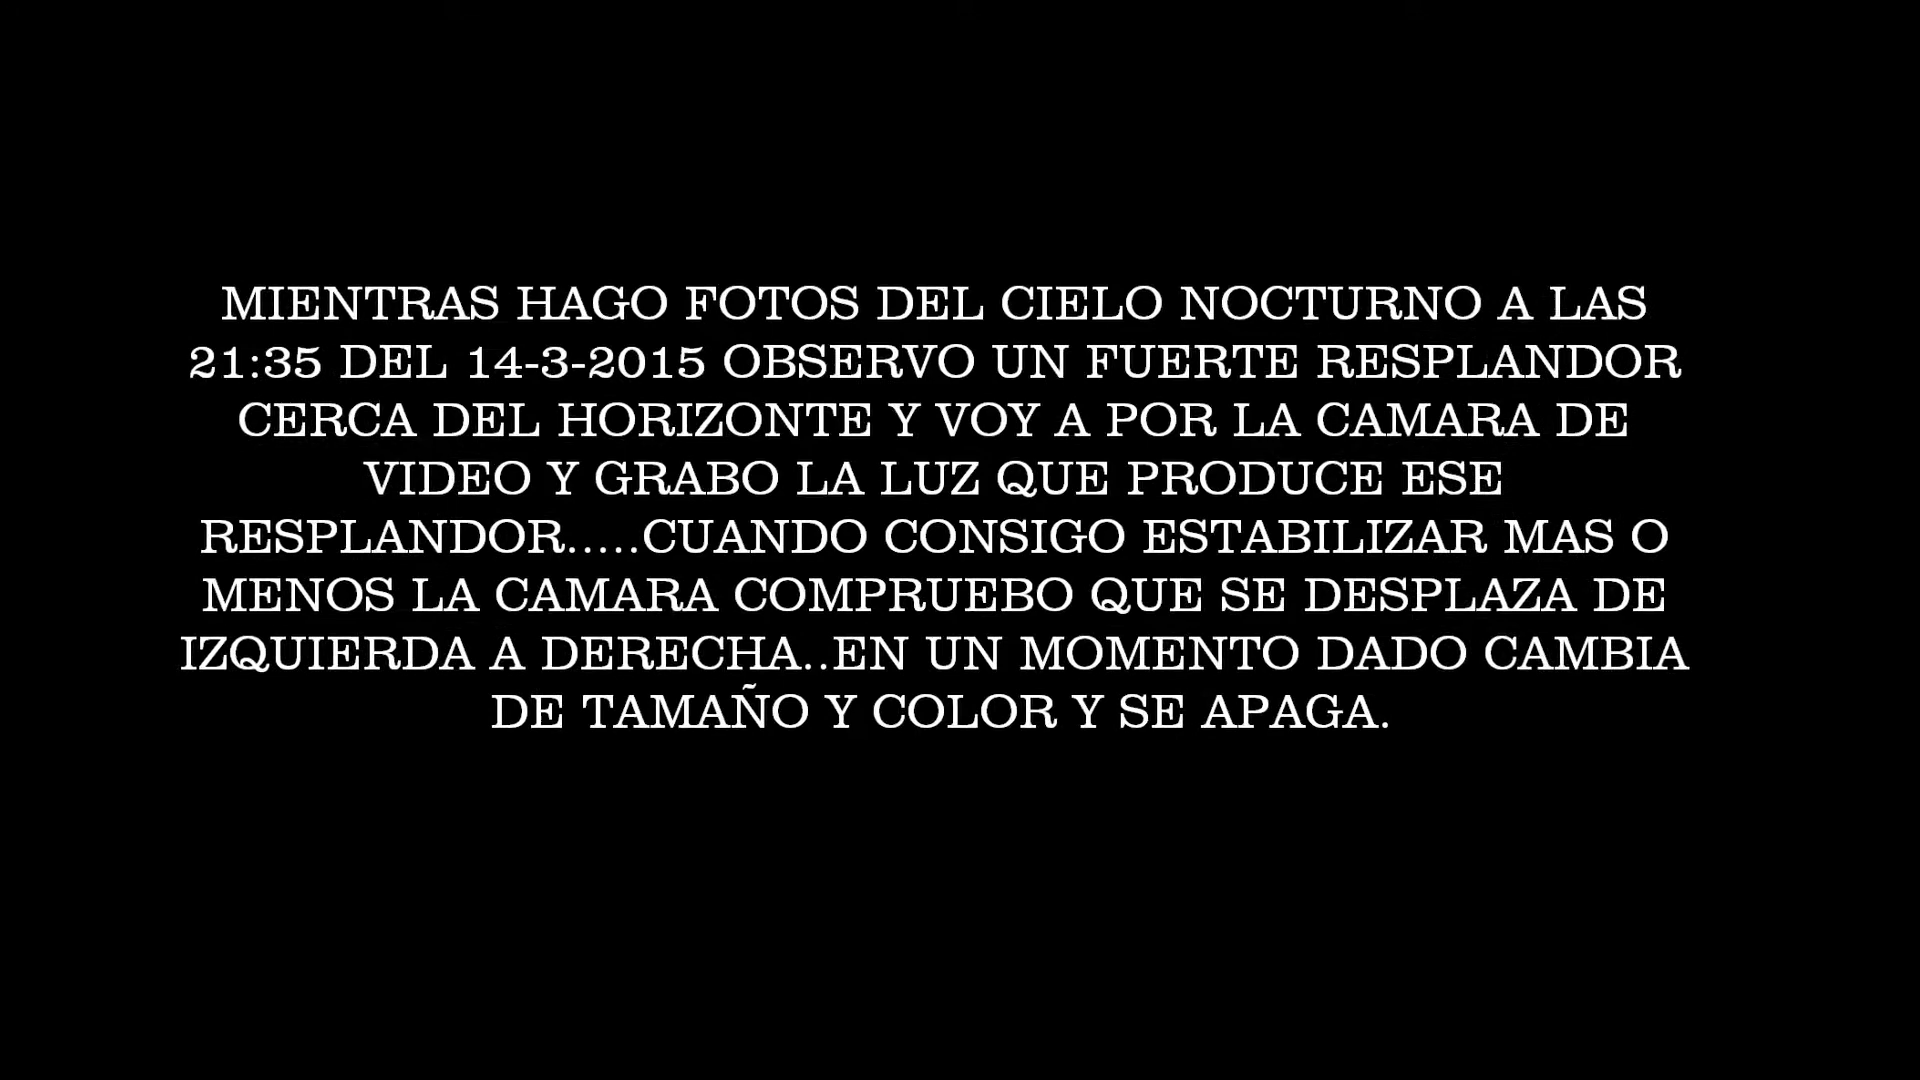 MIENTRAS HAGO FOTOS DEL CIELO NOCTURNO A LAS
21:35 DEL 14-3-2015 OBSERVO UN FUERTE RESPLANDOR
CERCA DEL HORIZONTE Y VOY A POR LA CAMARA DE
VIDEO Y GRABO LA LUZ QUE PRODUCE ESE
RESPLANDOR.....CUANDO CONSIGO ESTABILIZAR MAS O
MENOS LA CAMARA COMPRUEBO QUE SE DESPLAZA DE
IZQUIERDA A DERECHA..EN UN MOMENTO DADO CAMBIA
DE TAMAÑO Y COLOR Y SE APAGA.